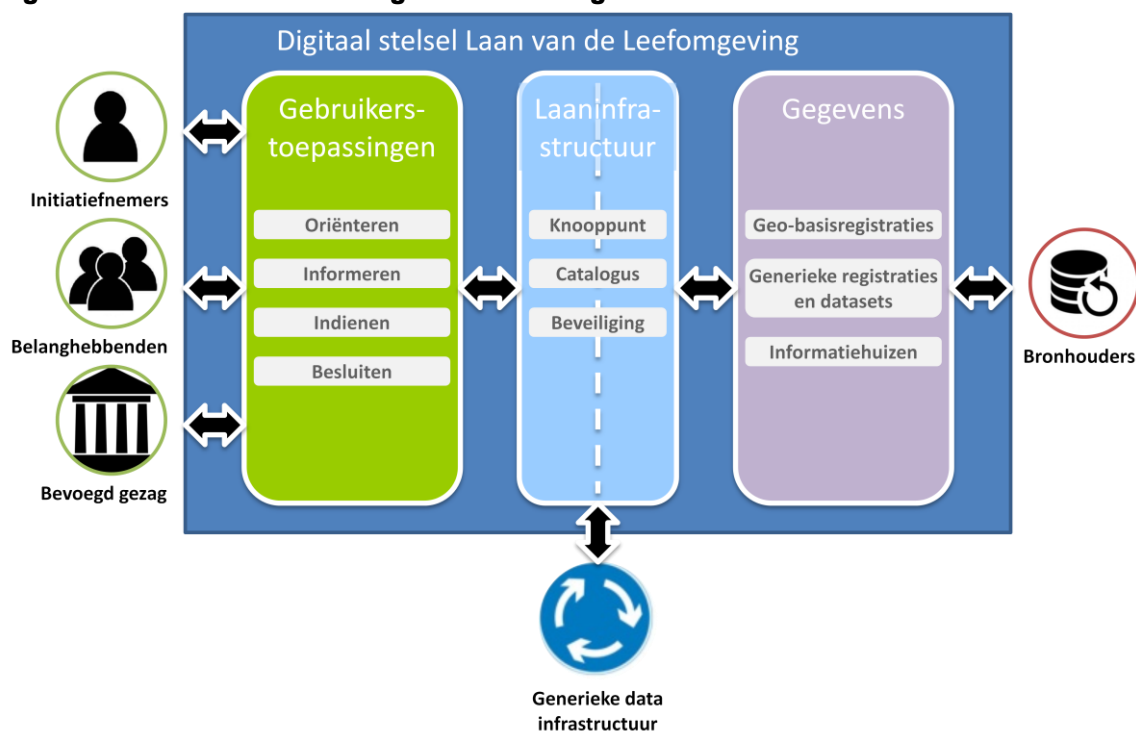 Digitaal stelsel Laan van de Leefomgeving
Gebruikers-
toepassingen
Oriënteren
Informeren
Indienen
Besluiten
Laaninfra-
structuur
Knooppunt
Catalogus
Beveiliging
Gegevens
Geo-basisregistraties
Generieke registraties
en datasets
Informatiehuizen
Initiatiefnemers
Belanghebbenden
Bevoegd gezag
Bronhouders
Generieke data
infrastructuur